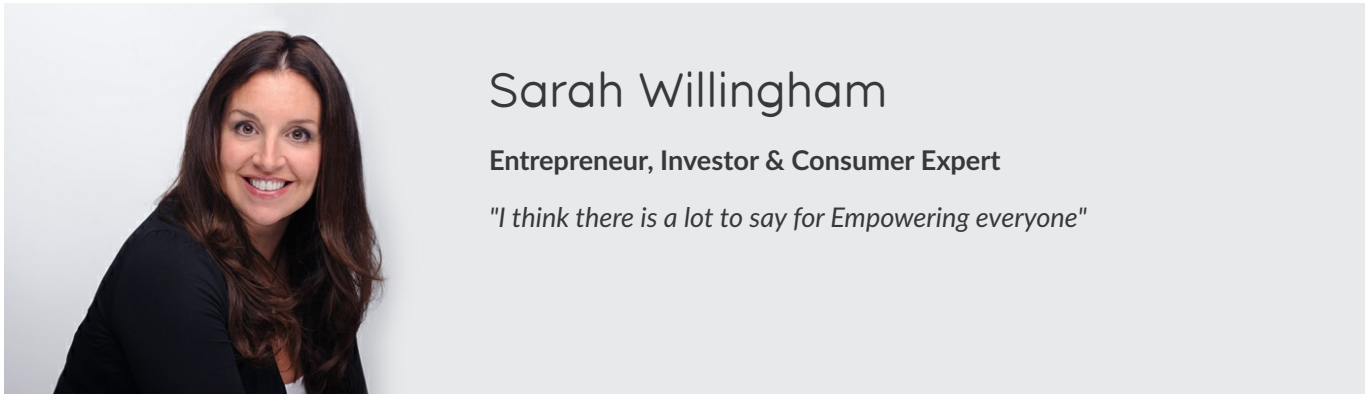 Sarah Willingham
Entrepreneur, Investor & Consumer Expert
"I think there is a lot to say for Empowering everyone"